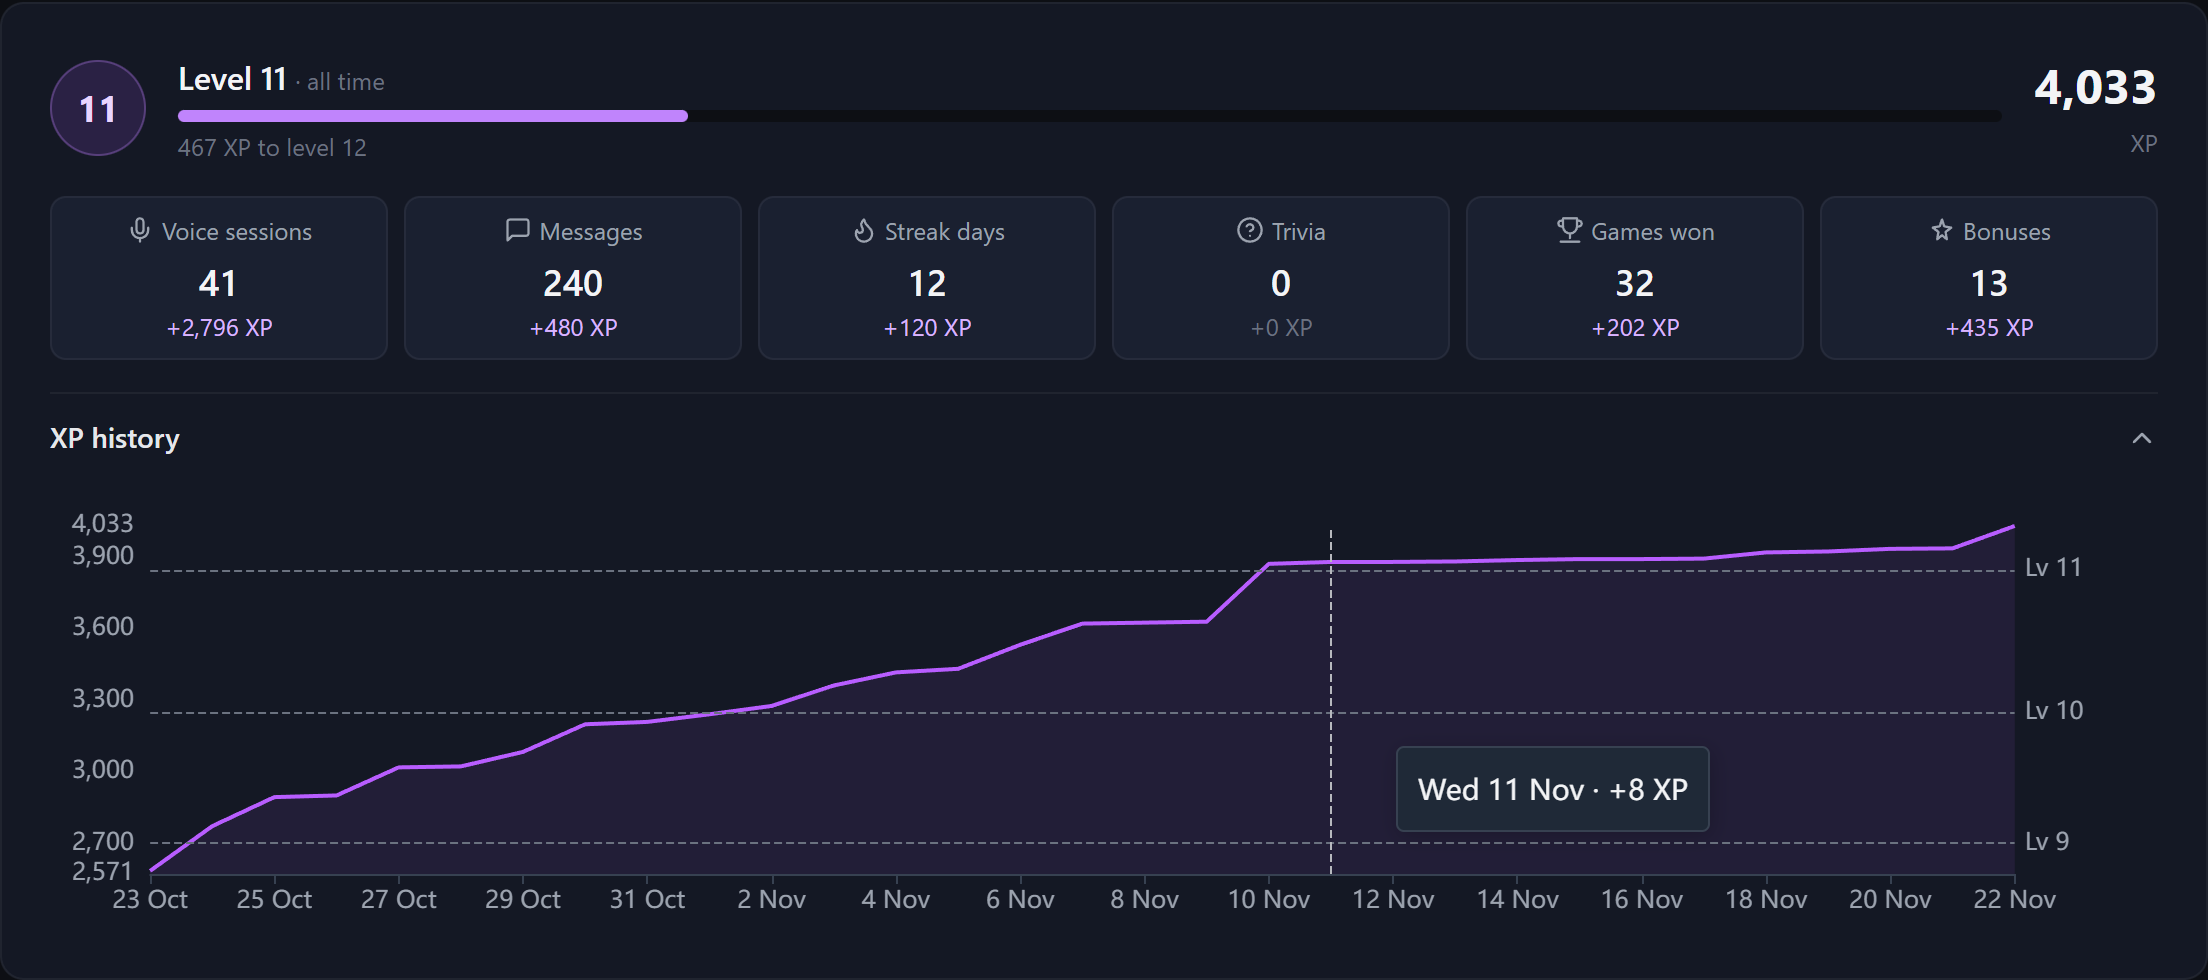 11
Level 11 · all time
467 XP to level 12
4,033
XP
Voice sessions
41
+2,796 XP
Messages
240
+480 XP
Streak days
12
+120 XP
Trivia
0
+0 XP
Games won
32
+202 XP
Bonuses
13
+435 XP
XP history
4,033
3,900
3,600
3,300
3,000
2,700
2,571
Lv 11
Lv 10
Lv 9
Wed 11 Nov · +8 XP
23 Oct 25 Oct 27 Oct 29 Oct 31 Oct 2 Nov 4 Nov 6 Nov 8 Nov 10 Nov 12 Nov 14 Nov 16 Nov 18 Nov 20 Nov 22 Nov